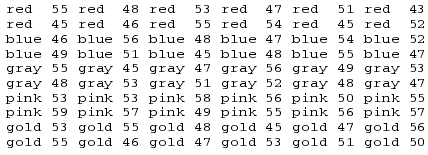 red 55 red 48 red 53 red 47 red 51 red 43
red 45 red 46 red 55 red 54 red 45 red 52
blue 46 blue 56 blue 48 blue 47 blue 54 blue 52
blue 49 blue 51 blue 45 blue 48 blue 55 blue 47
gray 55 gray 45 gray 47 gray 56 gray 49 gray 53
gray 48 gray 53 gray 51 gray 52 gray 48 gray 47
pink 53 pink 53 pink 58 pink 56 pink 50 pink 55
pink 59 pink 57 pink 49 pink 55 pink 56 pink 57
gold 53 gold 55 gold 48 gold 45 gold 47 gold 56
gold 55 gold 46 gold 47 gold 53 gold 51 gold 50